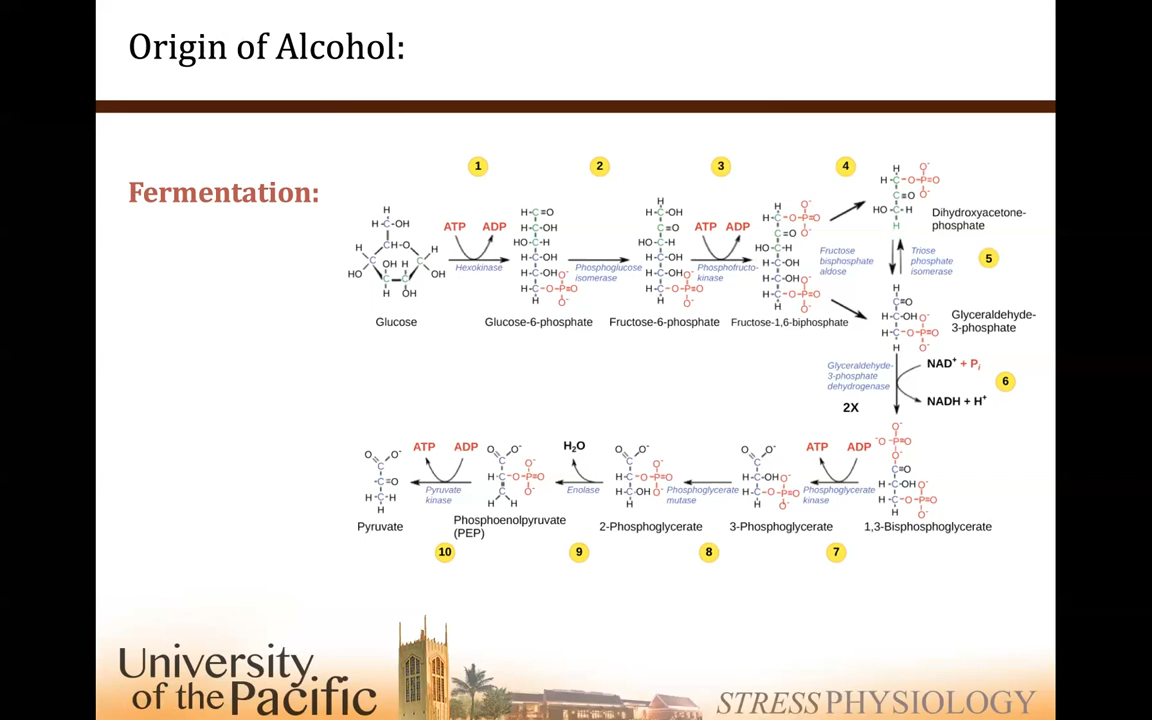 Origin of Alcohol:
Fermentation:
1
2
3
4
5
6
7
8
9
10
ATP ADP
Hexokinase
Glucose
Glucose-6-phosphate
Phosphoglucose
isomerase
Fructose-6-phosphate
ATP ADP
Phosphofructo-
kinase
Fructose-1,6-biphosphate
Fructose
bisphosphate
aldose
Dihydroxyacetone-
phosphate
Triose
phosphate
isomerase
Glyceraldehyde-
3-phosphate
Glyceraldehyde-
3-phosphate
dehydrogenase
NAD⁺ + Pᵢ
NADH + H⁺
2X
1,3-Bisphosphoglycerate
ATP ADP
Phosphoglycerate
kinase
3-Phosphoglycerate
Phosphoglycerate
mutase
2-Phosphoglycerate
H₂O
Enolase
Phosphoenolpyruvate
(PEP)
ATP ADP
Pyruvate
kinase
Pyruvate
University
of the Pacific
STRESS PHYSIOLOGY